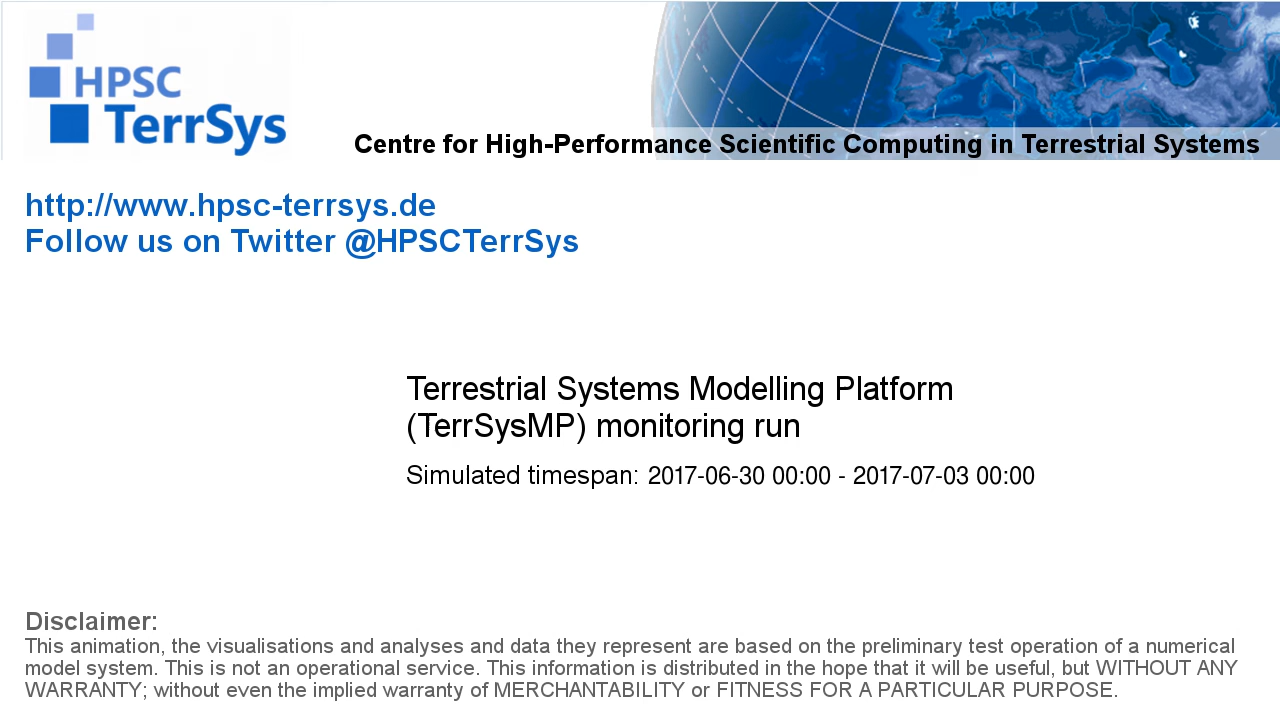 HPSC
TerrSys
Centre for High-Performance Scientific Computing in Terrestrial Systems
http://www.hpsc-terrsys.de
Follow us on Twitter @HPSCTerrSys
Terrestrial Systems Modelling Platform
(TerrSysMP) monitoring run
Simulated timespan: 2017-06-30 00:00 - 2017-07-03 00:00
Disclaimer:
This animation, the visualisations and analyses and data they represent are based on the preliminary test operation of a numerical
model system. This is not an operational service. This information is distributed in the hope that it will be useful, but WITHOUT ANY
WARRANTY; without even the implied warranty of MERCHANTABILITY or FITNESS FOR A PARTICULAR PURPOSE.